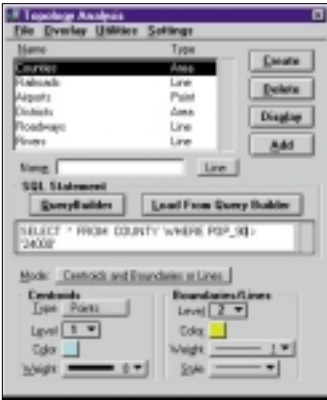 Topology Analysis
File Overlay Utilities Settings
Name Type
Counties Area
Railroads Line
Airports Point
Districts Area
Roadways Line
Rivers Line
Create
Delete
Display
Add
Name: Line
SQL Statement
QueryBuilder Load From Query Builder
SELECT * FROM COUNTY WHERE POP_90 >
'24000'
Mode: Centroids and Boundaries or Lines
Centroids Boundaries/Lines
Type: Points Level: 2
Level: 1 Color:
Color: Weight: 1
Weight: 8 Style: